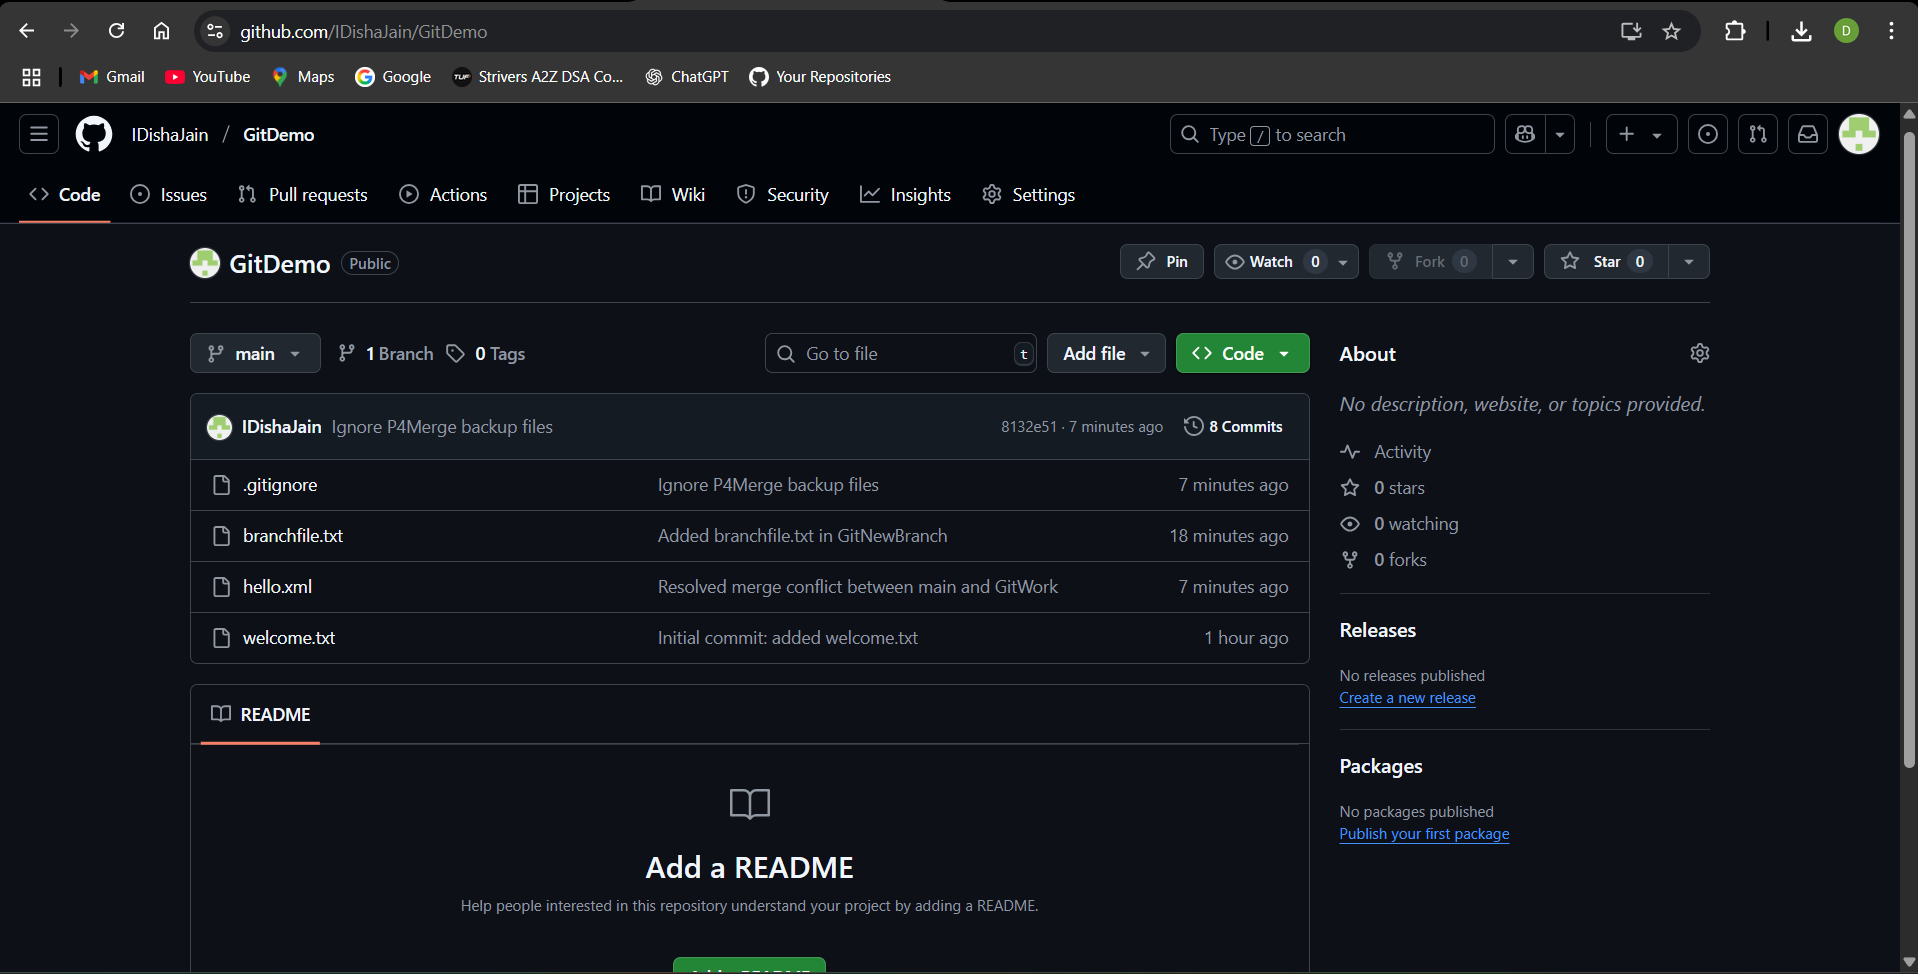 github.com/IDishaJain/GitDemo
D
Gmail YouTube Maps Google Strivers A2Z DSA Co... ChatGPT Your Repositories
IDishaJain / GitDemo
Type / to search
Code Issues Pull requests Actions Projects Wiki Security Insights Settings
GitDemo Public
Pin Watch 0 Fork 0 Star 0
main 1 Branch 0 Tags Go to file t Add file Code
IDishaJain Ignore P4Merge backup files 8132e51 · 7 minutes ago 8 Commits
.gitignore Ignore P4Merge backup files 7 minutes ago
branchfile.txt Added branchfile.txt in GitNewBranch 18 minutes ago
hello.xml Resolved merge conflict between main and GitWork 7 minutes ago
welcome.txt Initial commit: added welcome.txt 1 hour ago
README
Add a README
Help people interested in this repository understand your project by adding a README.
About
No description, website, or topics provided.
Activity
0 stars
0 watching
0 forks
Releases
No releases published
Create a new release
Packages
No packages published
Publish your first package